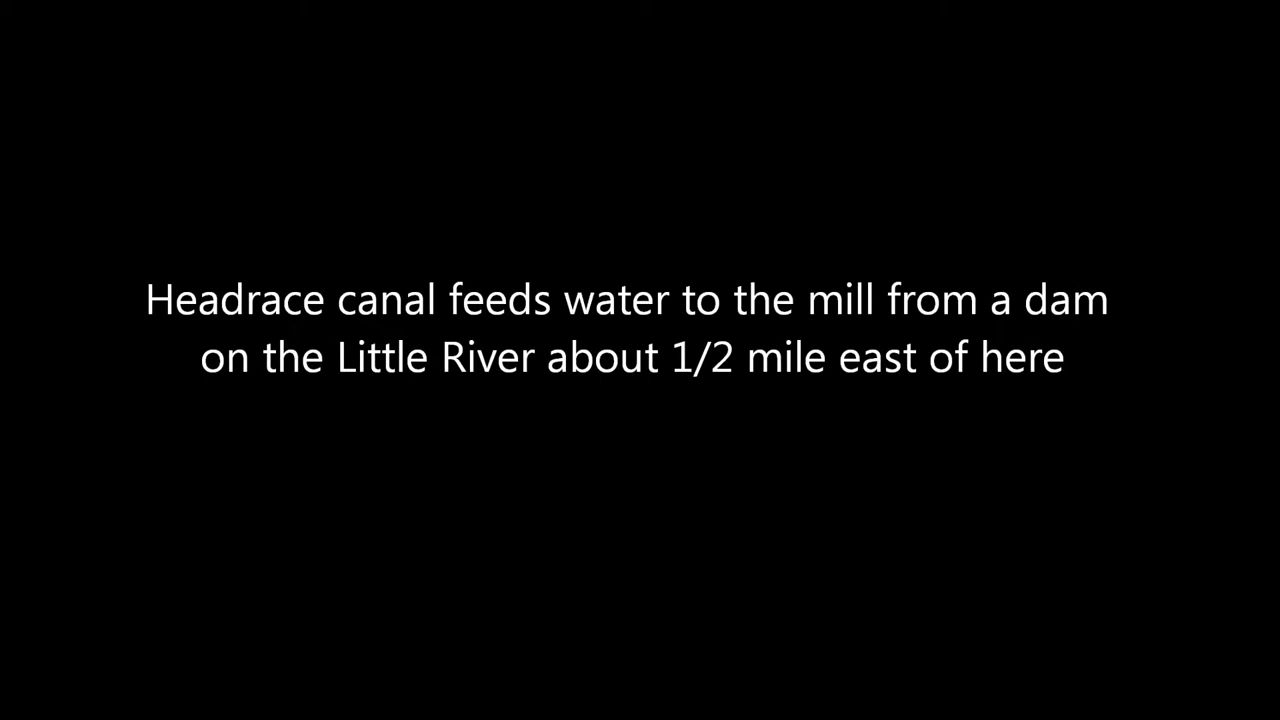 Headrace canal feeds water to the mill from a dam
on the Little River about 1/2 mile east of here